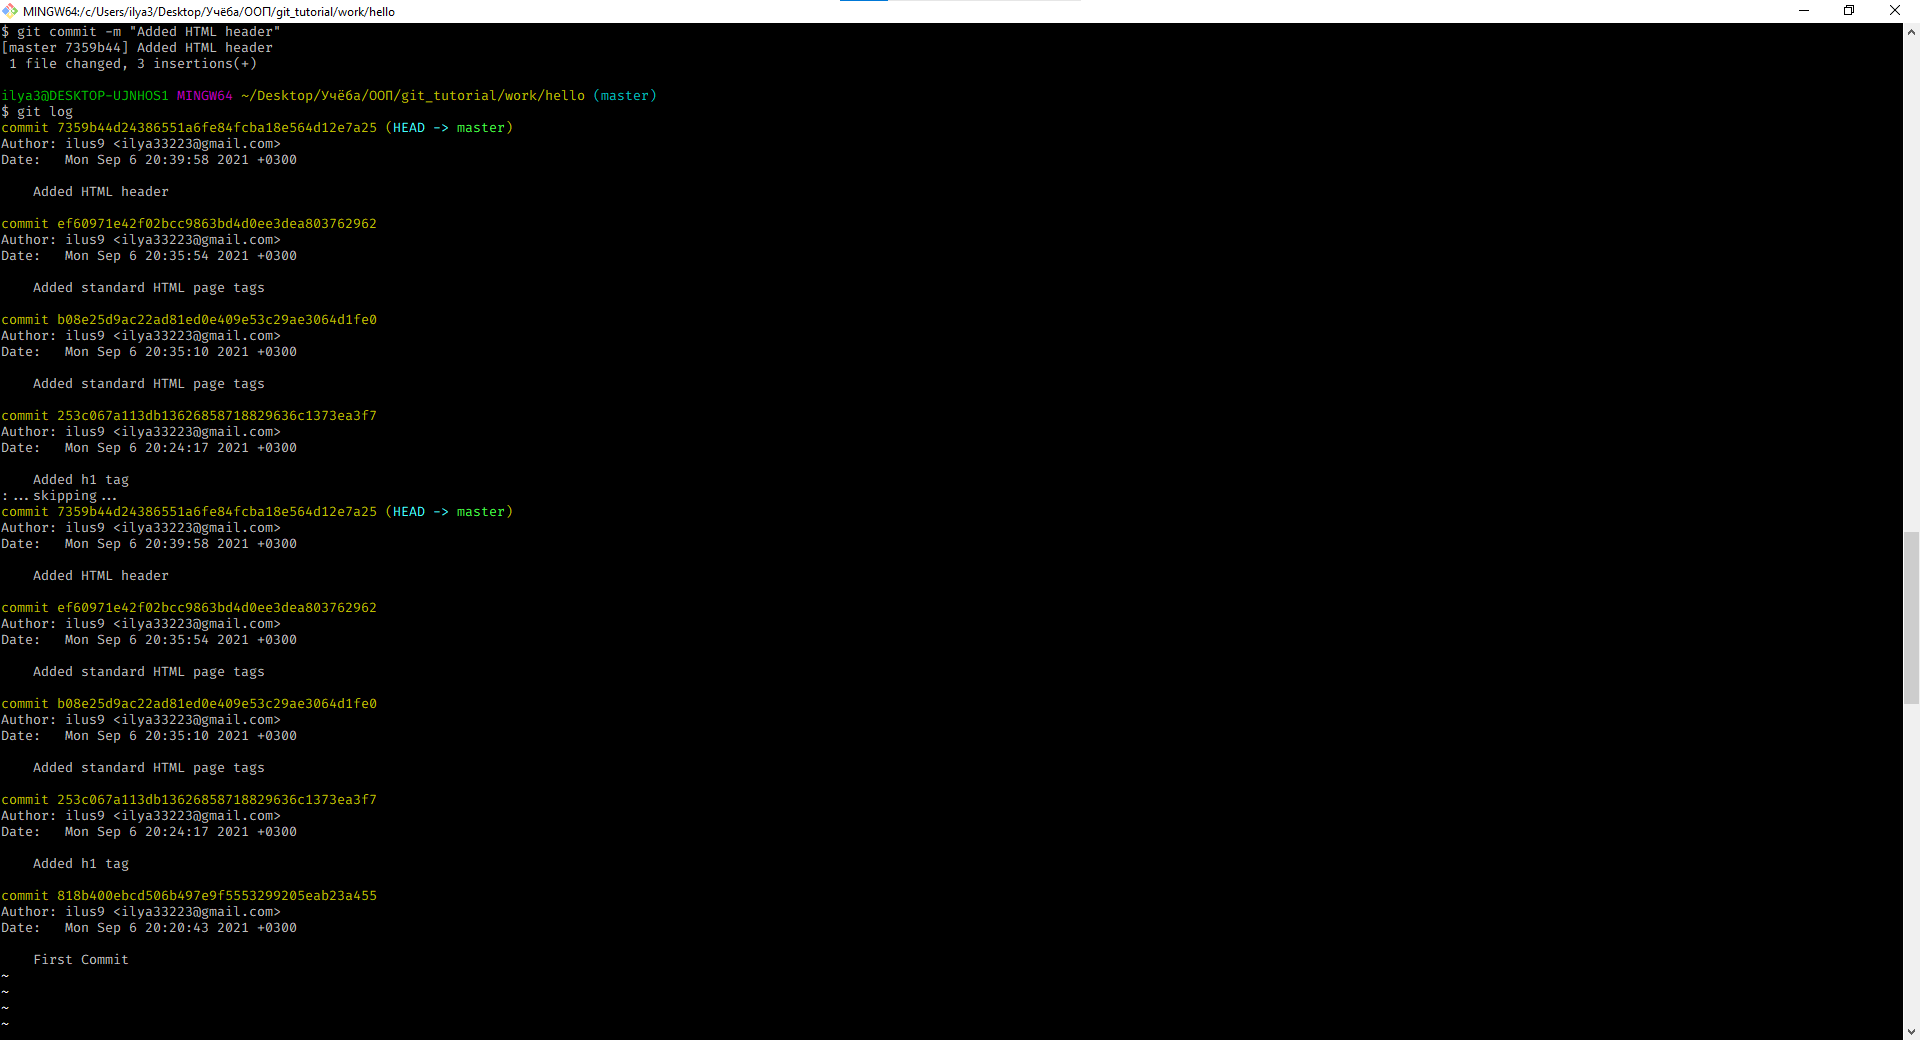 MINGW64:/c/Users/ilya3/Desktop/Учёба/ООП/git_tutorial/work/hello
$ git commit -m "Added HTML header"
[master 7359b44] Added HTML header
 1 file changed, 3 insertions(+)
ilya3@DESKTOP-UJNHOS1 MINGW64 ~/Desktop/Учёба/ООП/git_tutorial/work/hello (master)
$ git log
commit 7359b44d24386551a6fe84fcba18e564d12e7a25 (HEAD -> master)
Author: ilus9 <ilya33223@gmail.com>
Date:   Mon Sep 6 20:39:58 2021 +0300
    Added HTML header
commit ef60971e42f02bcc9863bd4d0ee3dea803762962
Author: ilus9 <ilya33223@gmail.com>
Date:   Mon Sep 6 20:35:54 2021 +0300
    Added standard HTML page tags
commit b08e25d9ac22ad81ed0e409e53c29ae3064d1fe0
Author: ilus9 <ilya33223@gmail.com>
Date:   Mon Sep 6 20:35:10 2021 +0300
    Added standard HTML page tags
commit 253c067a113db13626858718829636c1373ea3f7
Author: ilus9 <ilya33223@gmail.com>
Date:   Mon Sep 6 20:24:17 2021 +0300
    Added h1 tag
:...skipping...
commit 7359b44d24386551a6fe84fcba18e564d12e7a25 (HEAD -> master)
Author: ilus9 <ilya33223@gmail.com>
Date:   Mon Sep 6 20:39:58 2021 +0300
    Added HTML header
commit ef60971e42f02bcc9863bd4d0ee3dea803762962
Author: ilus9 <ilya33223@gmail.com>
Date:   Mon Sep 6 20:35:54 2021 +0300
    Added standard HTML page tags
commit b08e25d9ac22ad81ed0e409e53c29ae3064d1fe0
Author: ilus9 <ilya33223@gmail.com>
Date:   Mon Sep 6 20:35:10 2021 +0300
    Added standard HTML page tags
commit 253c067a113db13626858718829636c1373ea3f7
Author: ilus9 <ilya33223@gmail.com>
Date:   Mon Sep 6 20:24:17 2021 +0300
    Added h1 tag
commit 818b400ebcd506b497e9f5553299205eab23a455
Author: ilus9 <ilya33223@gmail.com>
Date:   Mon Sep 6 20:20:43 2021 +0300
    First Commit
~
~
~
~